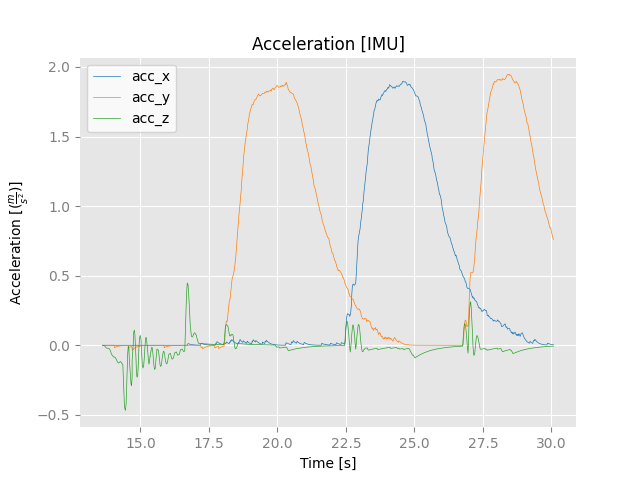 Acceleration [IMU]
acc_x
acc_y
acc_z
2.0
1.5
1.0
0.5
0.0
−0.5
Acceleration [(m/s²)]
15.0 17.5 20.0 22.5 25.0 27.5 30.0
Time [s]